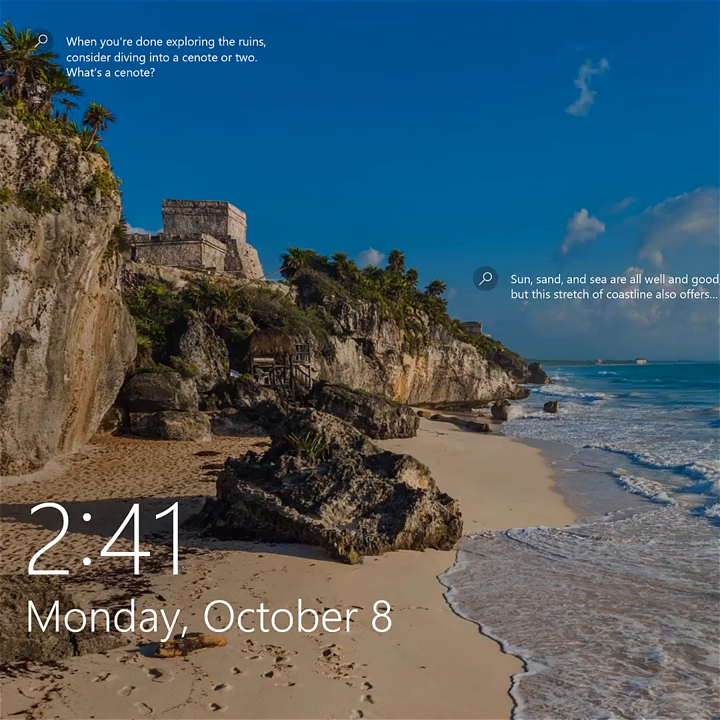 When you're done exploring the ruins,
consider diving into a cenote or two.
What's a cenote?
Sun, sand, and sea are all well and good
but this stretch of coastline also offers...
2:41
Monday, October 8